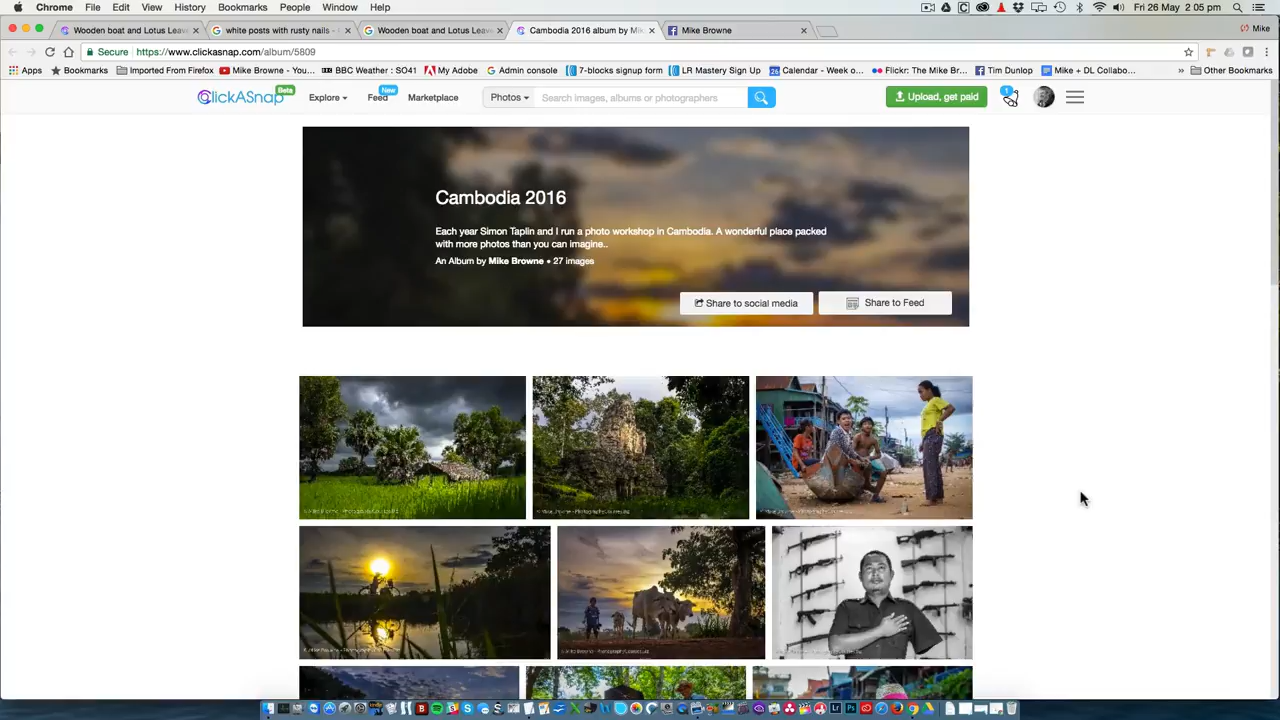 Chrome File Edit View History Bookmarks People Window Help Fri 26 May 2:05 pm
Wooden boat and Lotus Leave white posts with rusty nails - Wooden boat and Lotus Leave Cambodia 2016 album by Mi Mike Browne Mike
Secure https://www.clickasnap.com/album/5809
Apps Bookmarks Imported From Firefox Mike Browne - You... BBC Weather : SO41 My Adobe Admin console 7-blocks signup form LR Mastery Sign Up 26 Calendar - Week o... Flickr: The Mike Br... Tim Dunlop Mike + DL Collabo... » Other Bookmarks
ClickASnap Beta Explore Feed New Marketplace Photos Search images, albums or photographers Upload, get paid 1
Cambodia 2016
Each year Simon Taplin and I run a photo workshop in Cambodia. A wonderful place packed
with more photos than you can imagine..
An Album by Mike Browne • 27 images
Share to social media Share to Feed